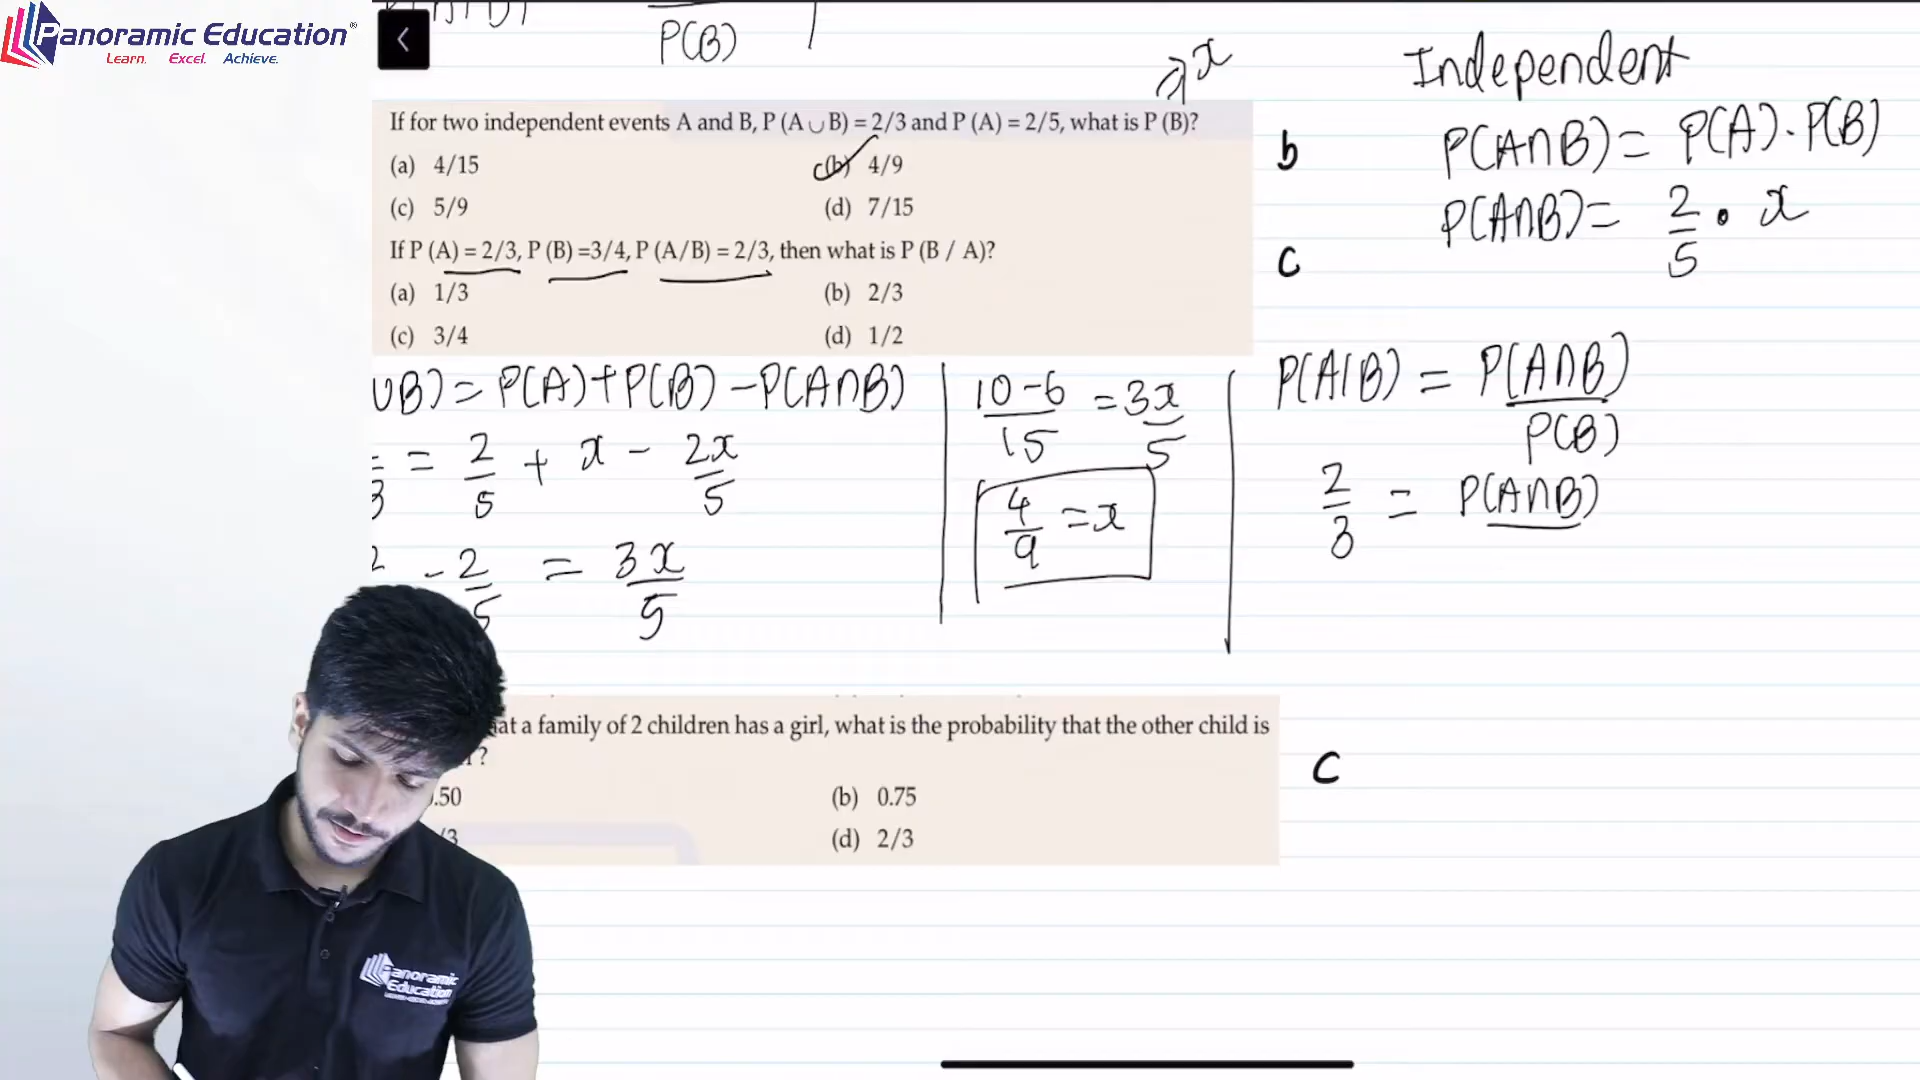 Panoramic Education®
Learn. Excel. Achieve.
P(B)
x
If for two independent events A and B, P (A ∪ B) = 2/3 and P (A) = 2/5, what is P (B)?
(a) 4/15 (b) 4/9
(c) 5/9 (d) 7/15
b
If P (A) = 2/3, P (B) =3/4, P (A/B) = 2/3, then what is P (B / A)?
(a) 1/3 (b) 2/3
(c) 3/4 (d) 1/2
c
Independent
P(A∩B) = P(A) . P(B)
P(A∩B) = 2/5 . x
∪B) = P(A) + P(B) - P(A∩B)
= 2/5 + x - 2x/5
- 2/5 = 3x/5
10-6/15 = 3x/5
4/9 = x
P(A|B) = P(A∩B)/P(B)
2/3 = P(A∩B)
at a family of 2 children has a girl, what is the probability that the other child is
?
.50 (b) 0.75
/3 (d) 2/3
c
Panoramic
Education